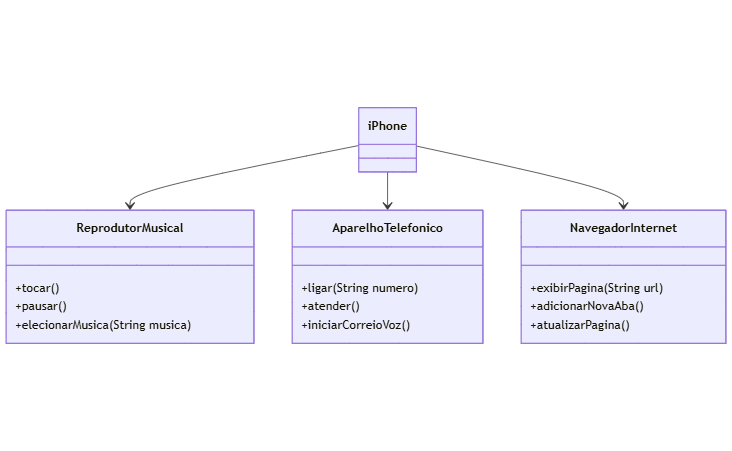 iPhone
ReprodutorMusical
+tocar()
+pausar()
+elecionarMusica(String musica)
AparelhoTelefonico
+ligar(String numero)
+atender()
+iniciarCorreioVoz()
NavegadorInternet
+exibirPagina(String url)
+adicionarNovaAba()
+atualizarPagina()